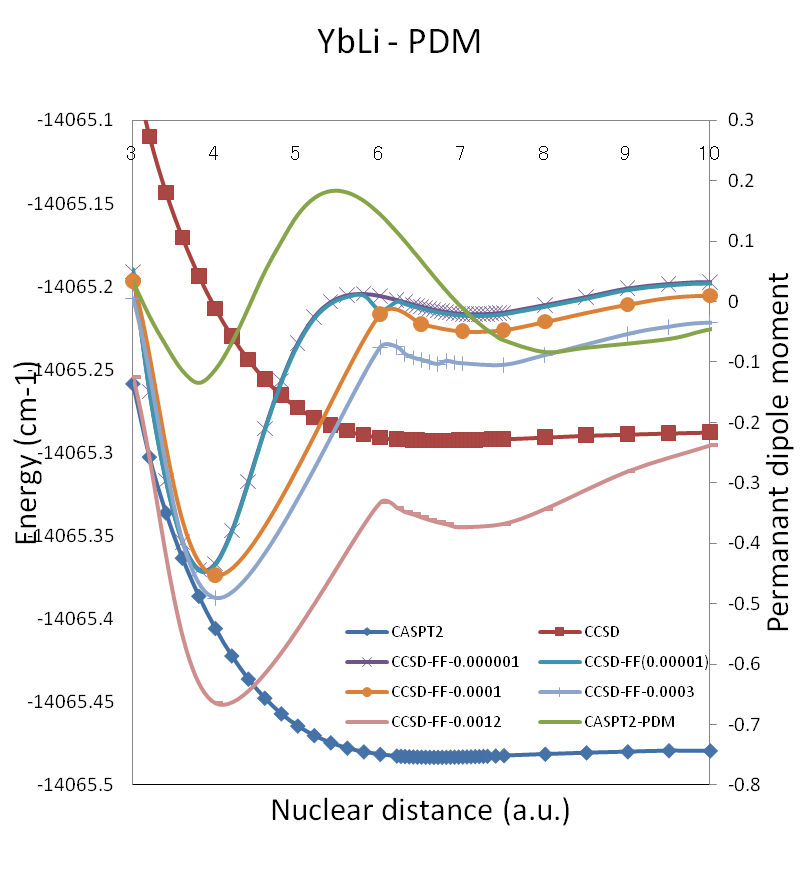 YbLi - PDM
-14065.1
-14065.15
-14065.2
-14065.25
-14065.3
-14065.35
-14065.4
-14065.45
-14065.5
Energy (cm-1)
3 4 5 6 7 8 9 10
0.3
0.2
0.1
0
-0.1
-0.2
-0.3
-0.4
-0.5
-0.6
-0.7
-0.8
Permanant dipole moment
CASPT2 CCSD
CCSD-FF-0.000001 CCSD-FF(0.00001)
CCSD-FF-0.0001 CCSD-FF-0.0003
CCSD-FF-0.0012 CASPT2-PDM
Nuclear distance (a.u.)